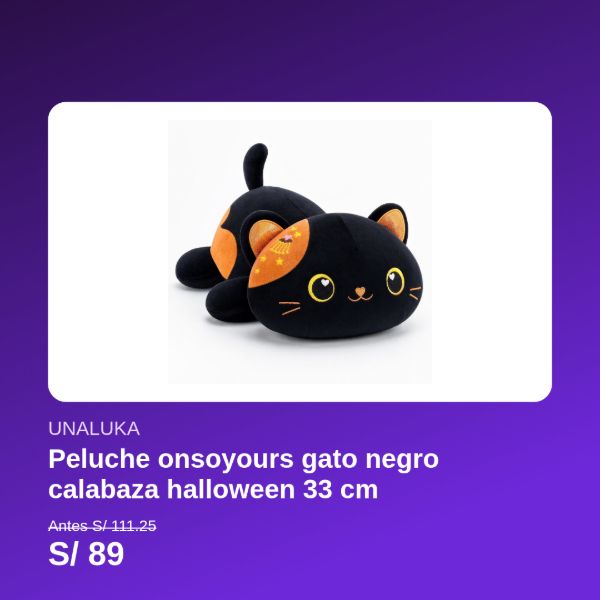 UNALUKA
Peluche onsoyours gato negro
calabaza halloween 33 cm
Antes S/ 111.25
S/ 89